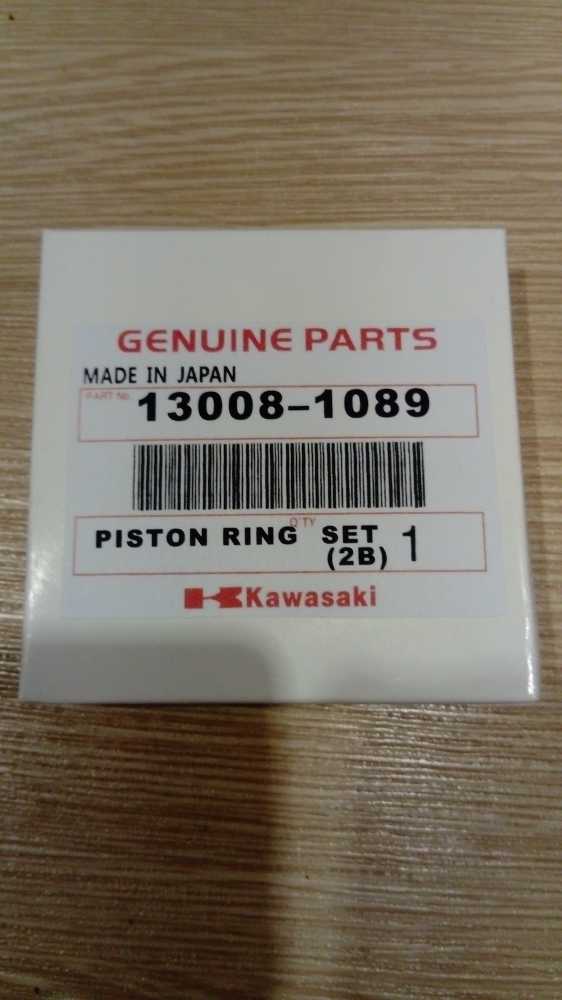 GENUINE PARTS
MADE IN JAPAN
PART No. 13008-1089
Q'TY
PISTON RING SET 1
(2B)
Kawasaki